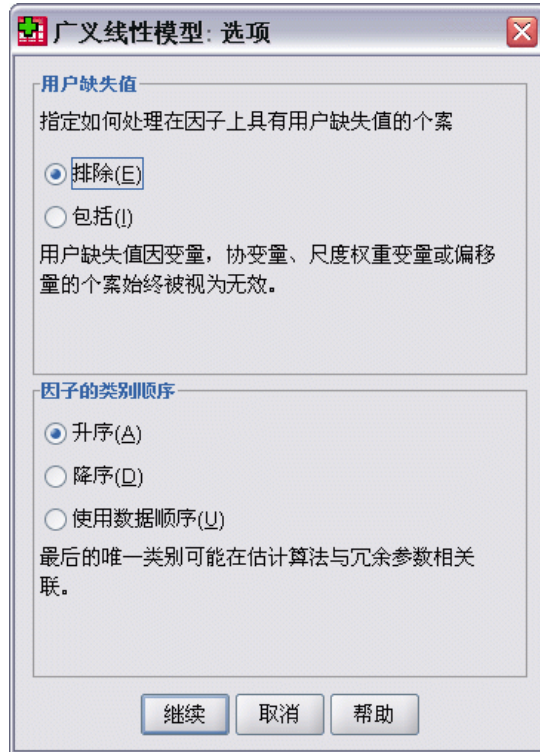 广义线性模型: 选项
用户缺失值
指定如何处理在因子上具有用户缺失值的个案
排除(E)
包括(I)
用户缺失值因变量，协变量、尺度权重变量或偏移
量的个案始终被视为无效。
因子的类别顺序
升序(A)
降序(D)
使用数据顺序(U)
最后的唯一类别可能在估计算法与冗余参数相关
联。
继续
取消
帮助